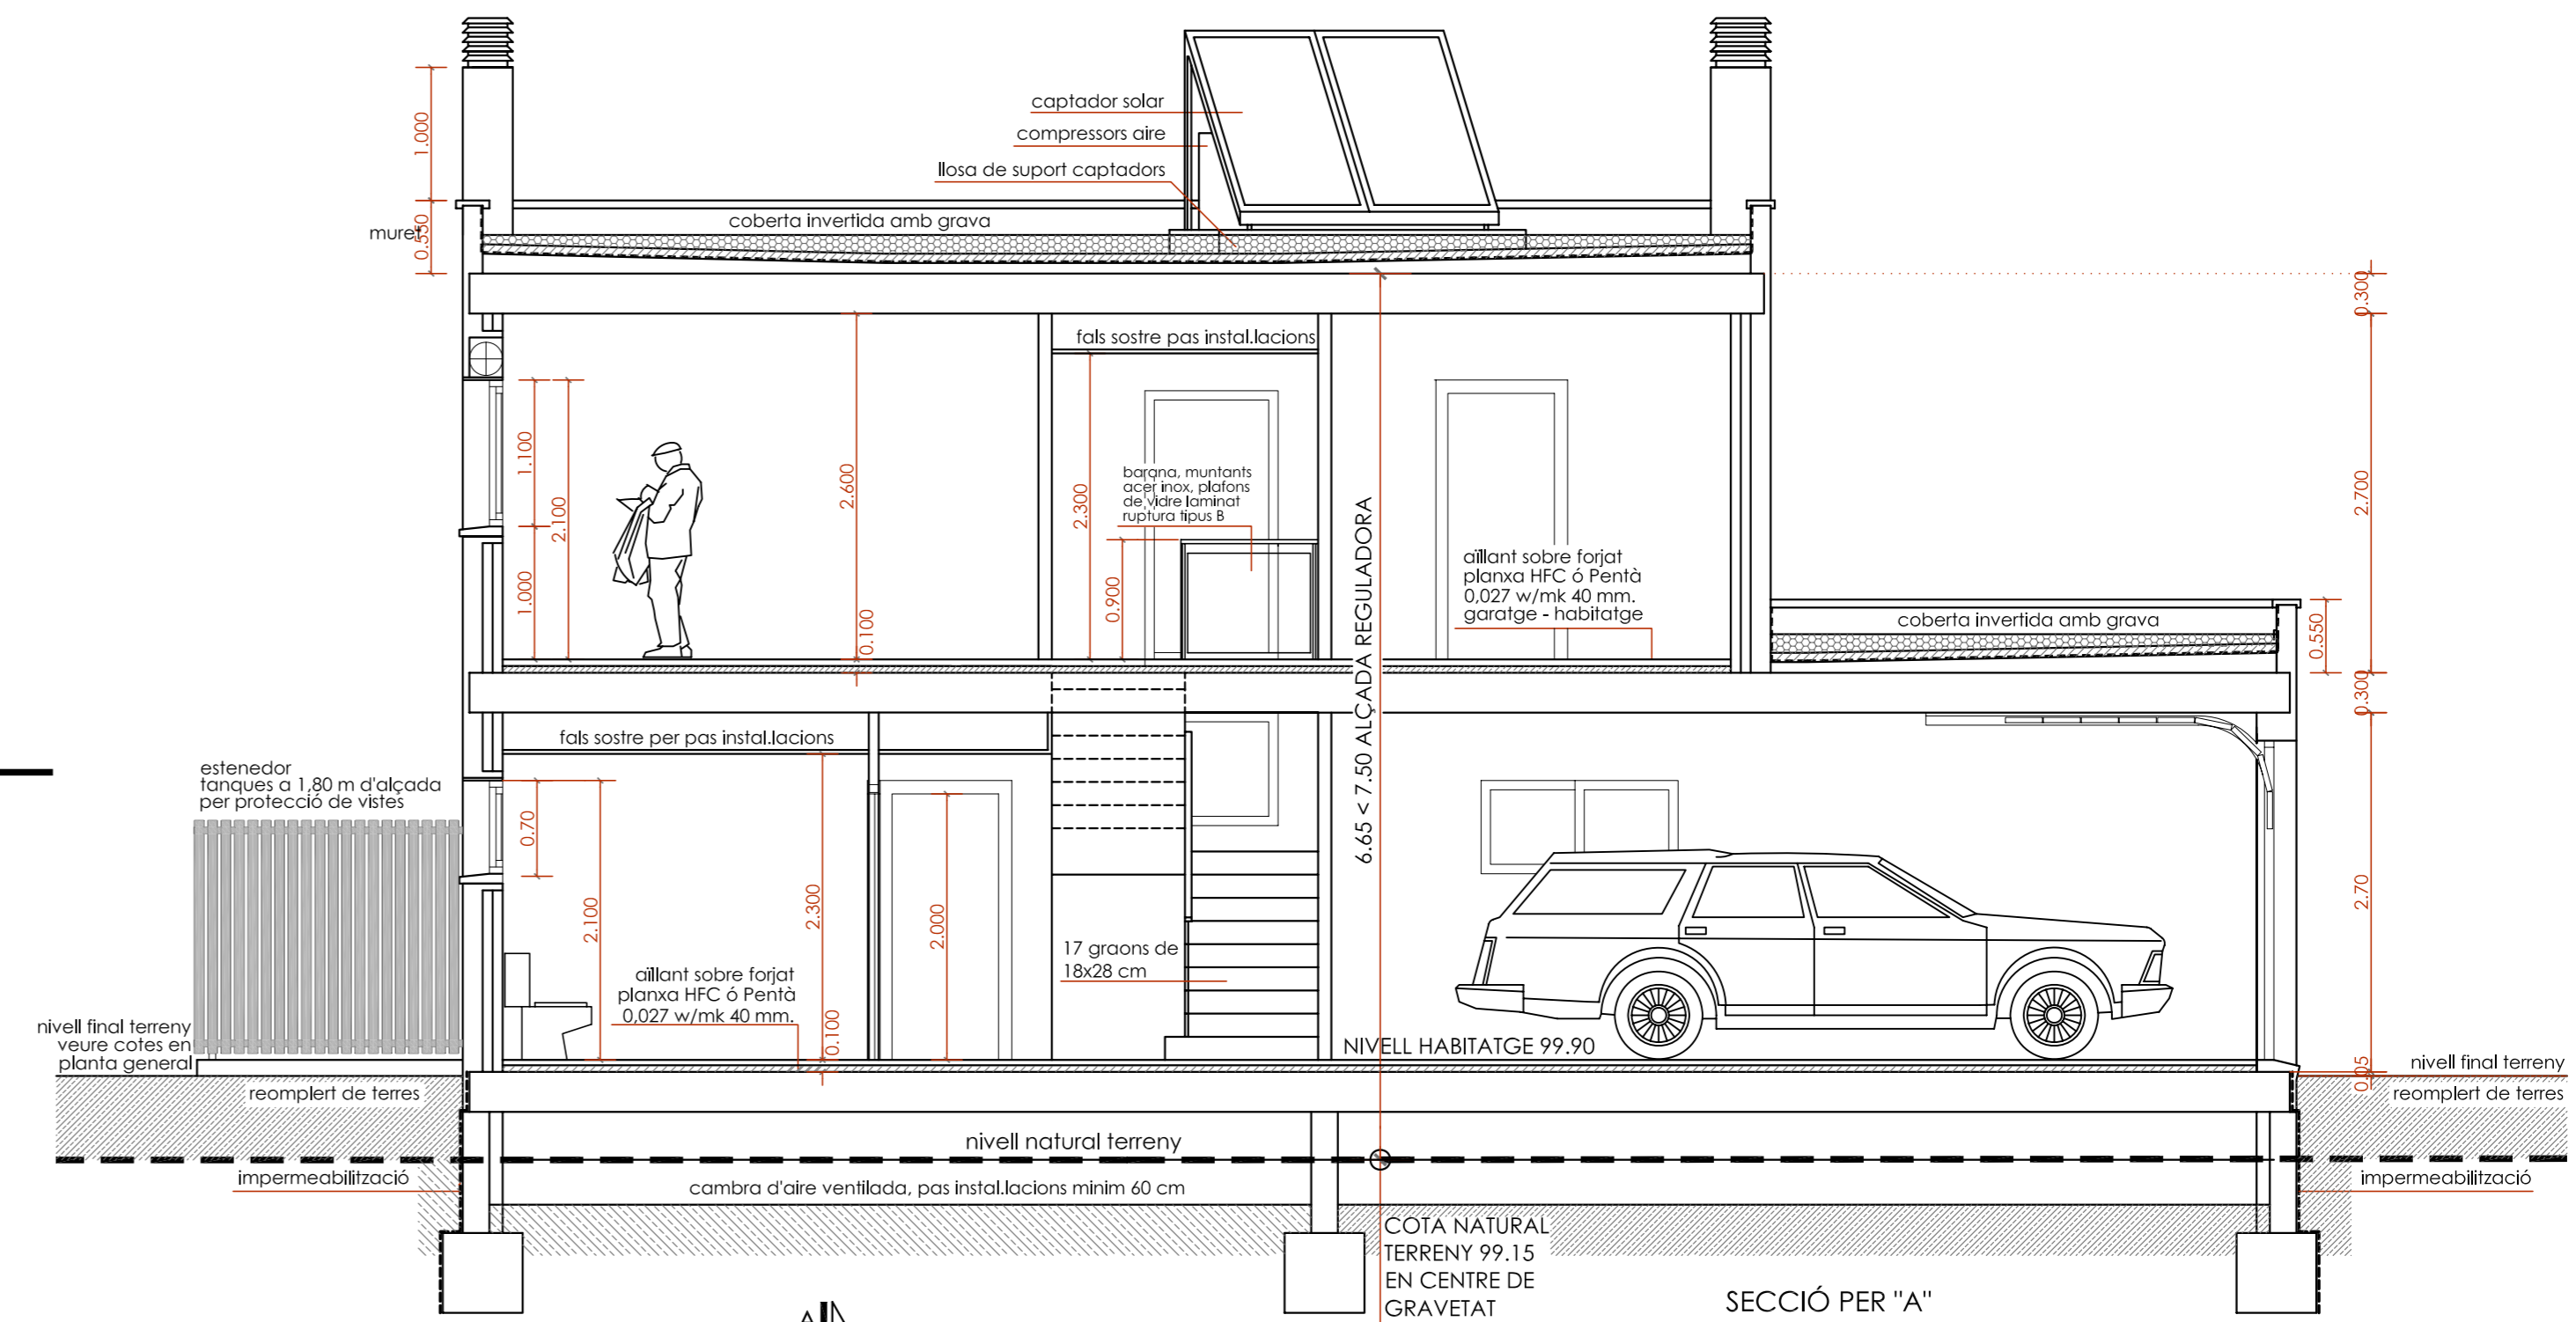 captador solar
compressors aire
llosa de suport captadors
1.000
muret
0.550
coberta invertida amb grava
0.300
fals sostre pas instal.lacions
1.100
2.100
1.000
2.600
0.100
2.300
barana, muntants
acer inox, plafons
de vidre laminat
ruptura tipus B
0.900
6.65 < 7.50 ALÇADA REGULADORA
aïllant sobre forjat
planxa HFC ó Pentà
0,027 w/mk 40 mm.
garatge - habitatge
2.700
coberta invertida amb grava
0.550
0.300
fals sostre per pas instal.lacions
estenedor
tanques a 1,80 m d'alçada
per protecció de vistes
0.70
2.100
2.300
2.000
0.100
2.70
17 graons de
18x28 cm
aïllant sobre forjat
planxa HFC ó Pentà
0,027 w/mk 40 mm.
nivell final terreny
veure cotes en
planta general
NIVELL HABITATGE 99.90
0.05
nivell final terreny
reomplert de terres
reomplert de terres
nivell natural terreny
impermeabilització
cambra d'aire ventilada, pas instal.lacions minim 60 cm
impermeabilització
COTA NATURAL
TERRENY 99.15
EN CENTRE DE
GRAVETAT
SECCIÓ PER "A"